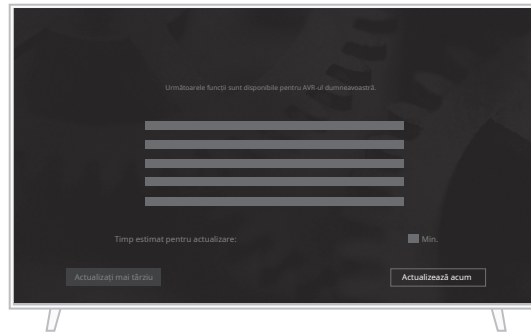 Următoarele funcții sunt disponibile pentru AVR-ul dumneavoastră.
Timp estimat pentru actualizare:
Min.
Actualizați mai târziu
Actualizează acum